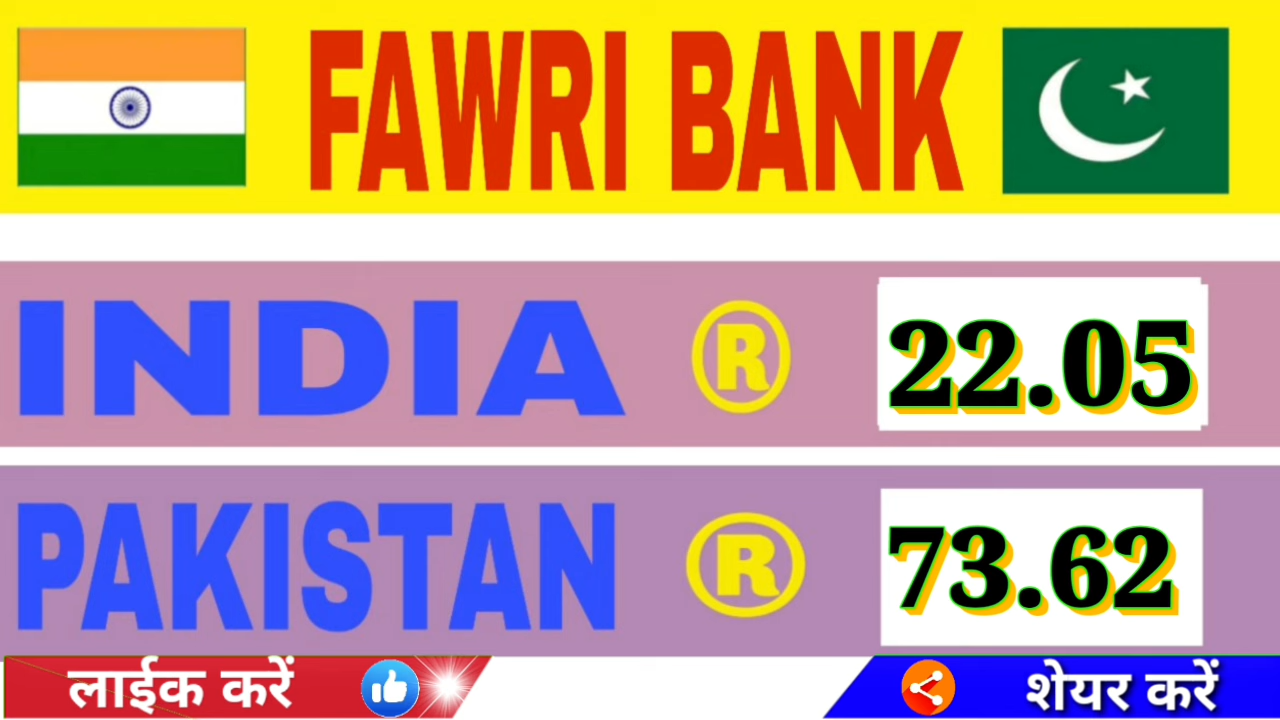 FAWRI BANK
INDIA ® 22.05
PAKISTAN ® 73.62
लाईक करें
शेयर करें